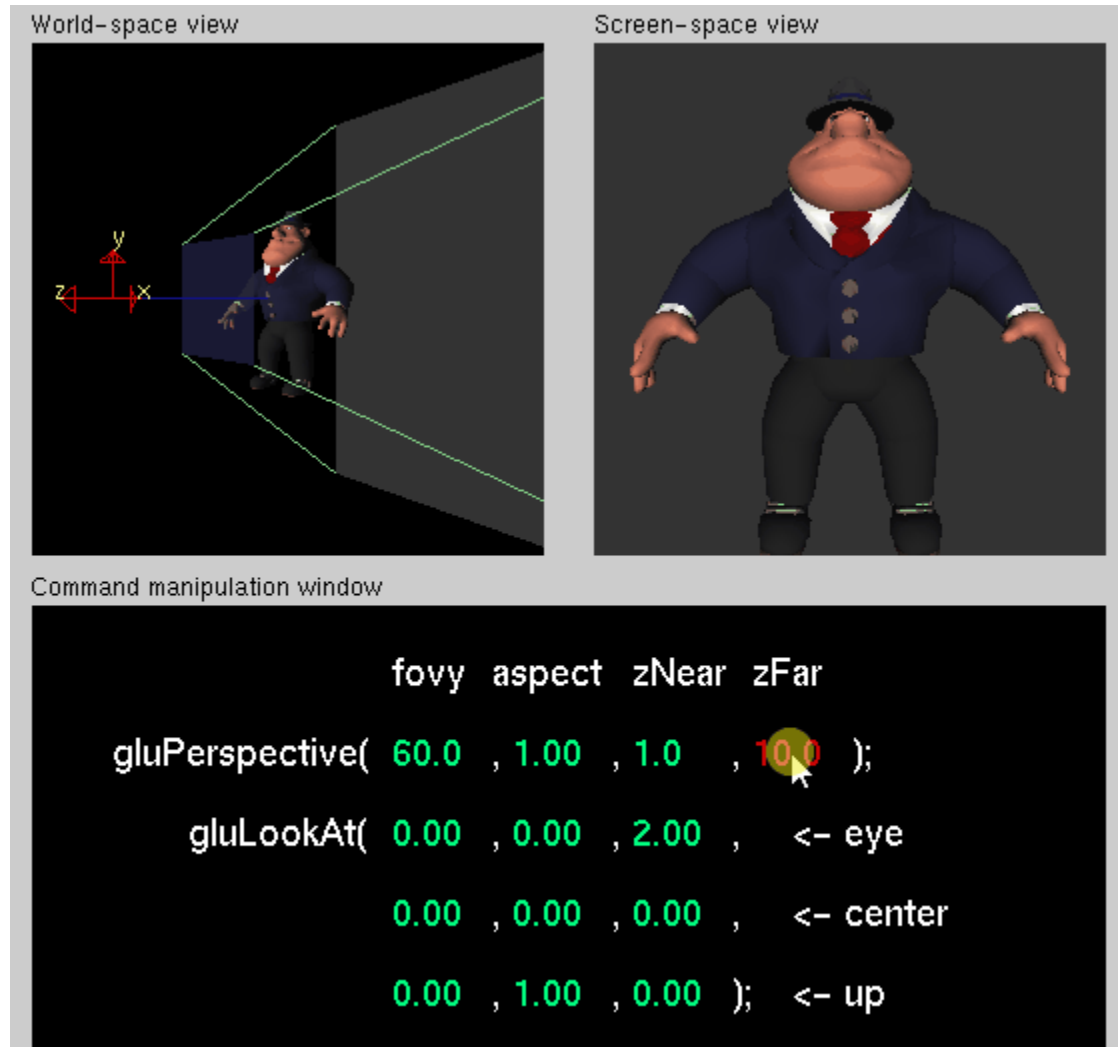 World-space view
Screen-space view
y
z x
Command manipulation window
fovy aspect zNear zFar
gluPerspective( 60.0 , 1.00 , 1.0 , 10.0 );
gluLookAt( 0.00 , 0.00 , 2.00 , <- eye
0.00 , 0.00 , 0.00 , <- center
0.00 , 1.00 , 0.00 ); <- up